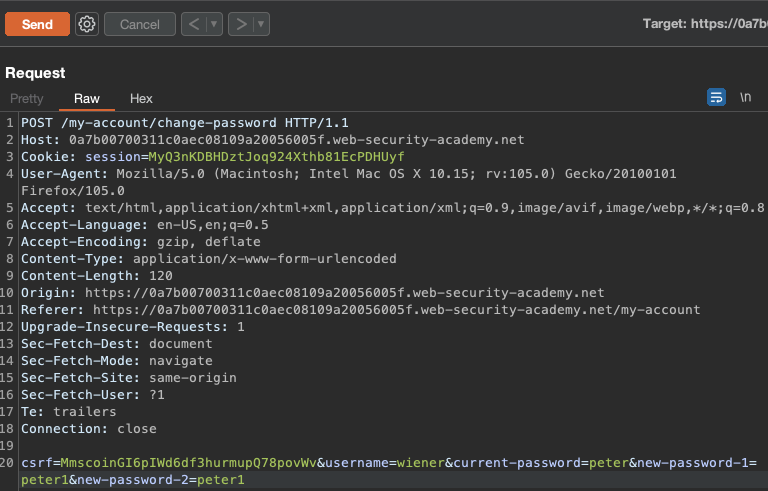 Send Cancel < > Target: https://0a7b
Request
Pretty Raw Hex \n
1 POST /my-account/change-password HTTP/1.1
2 Host: 0a7b00700311c0aec08109a20056005f.web-security-academy.net
3 Cookie: session=MyQ3nKDBHDztJoq924Xthb81EcPDHUyf
4 User-Agent: Mozilla/5.0 (Macintosh; Intel Mac OS X 10.15; rv:105.0) Gecko/20100101
Firefox/105.0
5 Accept: text/html,application/xhtml+xml,application/xml;q=0.9,image/avif,image/webp,*/*;q=0.8
6 Accept-Language: en-US,en;q=0.5
7 Accept-Encoding: gzip, deflate
8 Content-Type: application/x-www-form-urlencoded
9 Content-Length: 120
10 Origin: https://0a7b00700311c0aec08109a20056005f.web-security-academy.net
11 Referer: https://0a7b00700311c0aec08109a20056005f.web-security-academy.net/my-account
12 Upgrade-Insecure-Requests: 1
13 Sec-Fetch-Dest: document
14 Sec-Fetch-Mode: navigate
15 Sec-Fetch-Site: same-origin
16 Sec-Fetch-User: ?1
17 Te: trailers
18 Connection: close
19
20 csrf=MmscoinGI6pIWd6df3hurmupQ78povWv&username=wiener&current-password=peter&new-password-1=
peter1&new-password-2=peter1